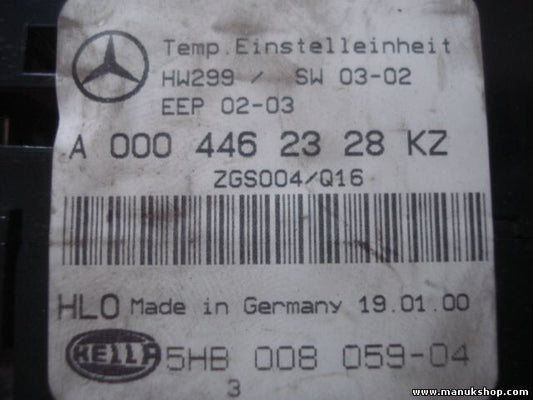 Temp.Einstelleinheit
HW299 / SW 03-02
EEP 02-03
A 000 446 23 28 KZ
ZGS004/Q16
HLO Made in Germany 19.01.00
HELLA 5HB 008 059-04
3
www.manukshop.com